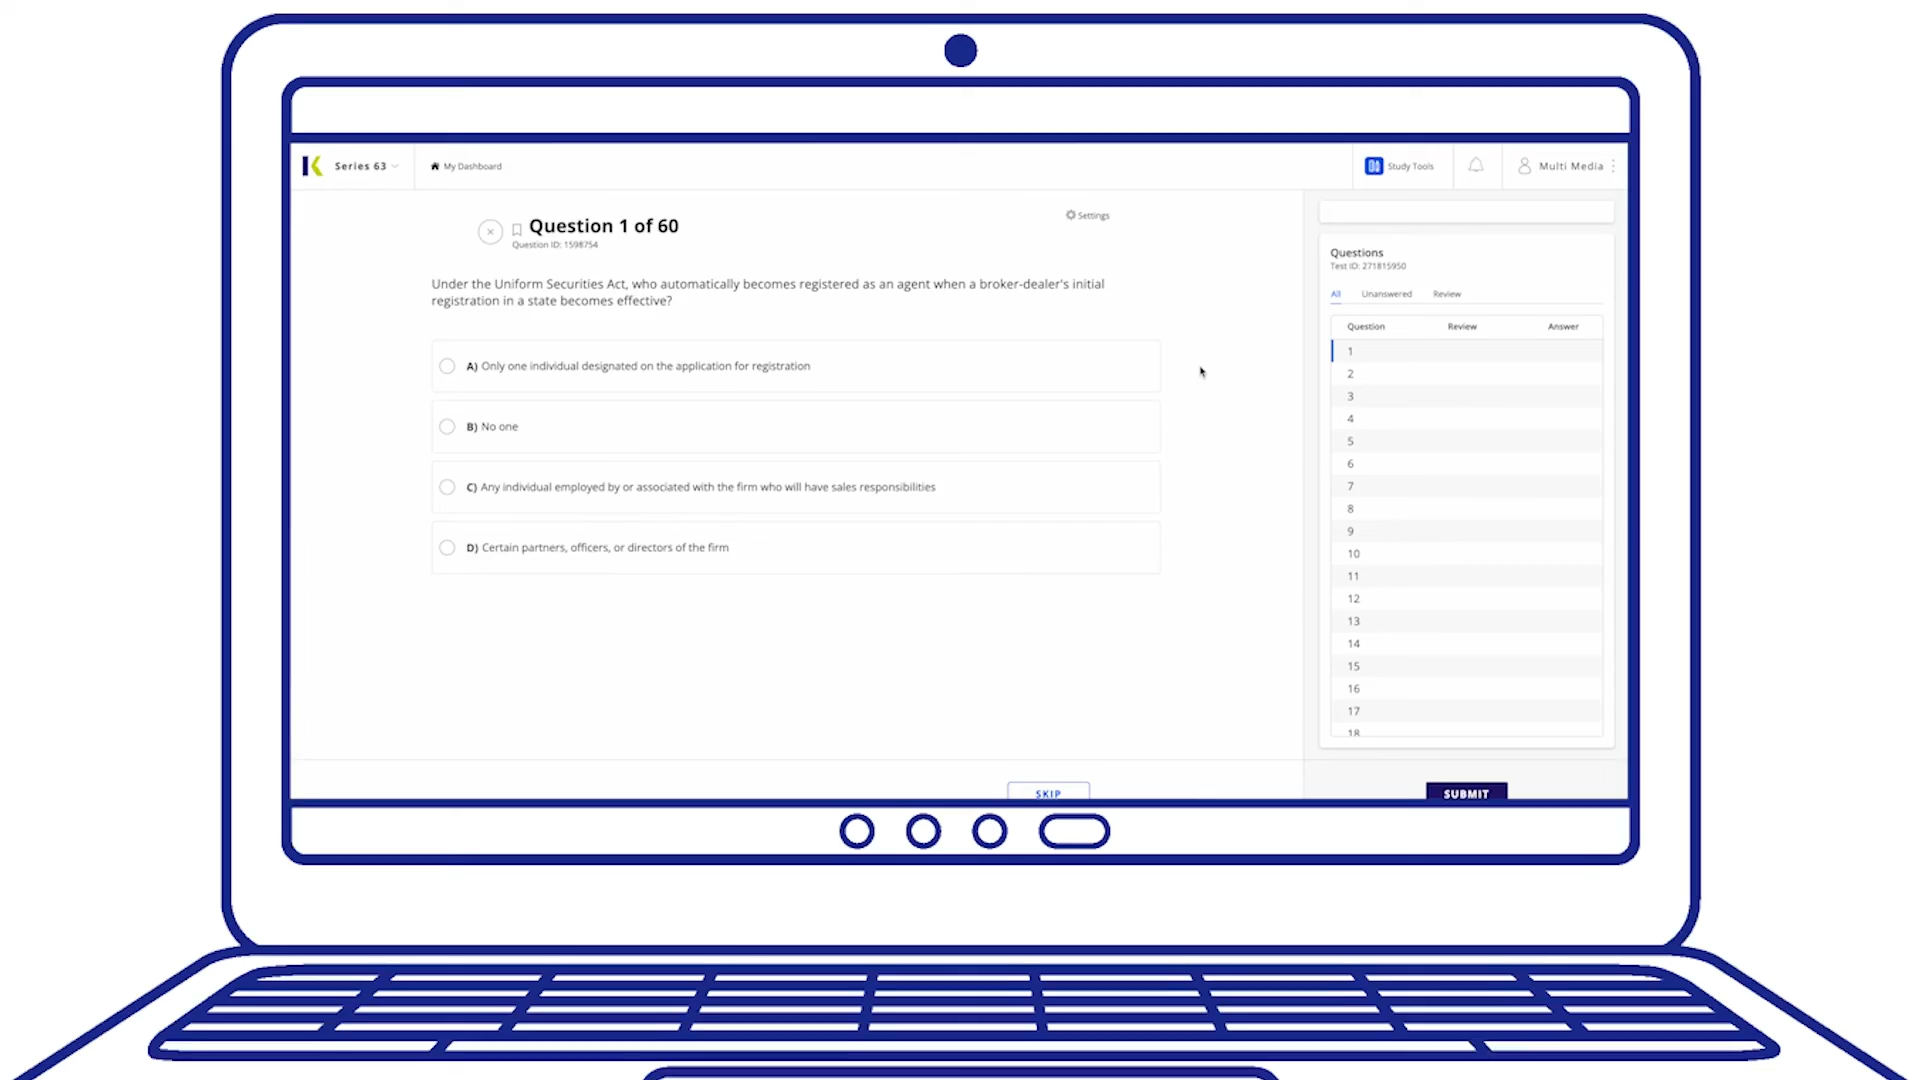 Series 63
My Dashboard
Study Tools
Multi Media
Question 1 of 60
Question ID: 1598754
Settings
Under the Uniform Securities Act, who automatically becomes registered as an agent when a broker-dealer's initial
registration in a state becomes effective?
A) Only one individual designated on the application for registration
B) No one
C) Any individual employed by or associated with the firm who will have sales responsibilities
D) Certain partners, officers, or directors of the firm
SKIP
Questions
Test ID: 271815950
All Unanswered Review
Question Review Answer
1
2
3
4
5
6
7
8
9
10
11
12
13
14
15
16
17
18
SUBMIT